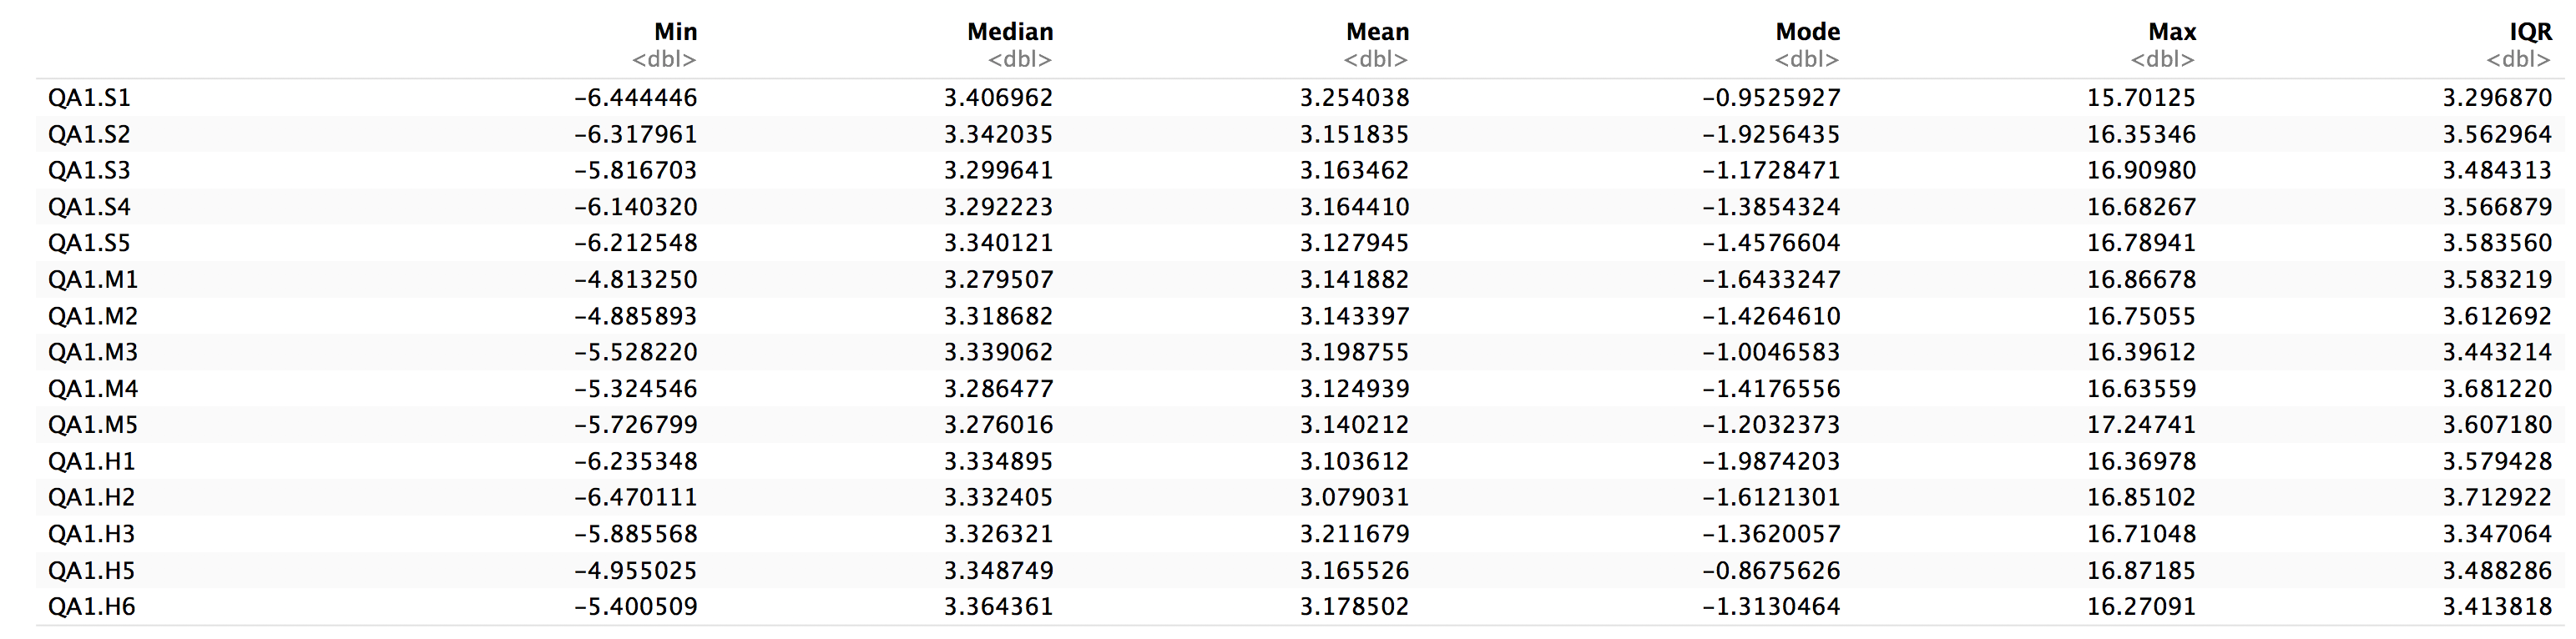 Min Median Mean Mode Max IQR
<dbl> <dbl> <dbl> <dbl> <dbl> <dbl>
QA1.S1 −6.444446 3.406962 3.254038 −0.9525927 15.70125 3.296870
QA1.S2 −6.317961 3.342035 3.151835 −1.9256435 16.35346 3.562964
QA1.S3 −5.816703 3.299641 3.163462 −1.1728471 16.90980 3.484313
QA1.S4 −6.140320 3.292223 3.164410 −1.3854324 16.68267 3.566879
QA1.S5 −6.212548 3.340121 3.127945 −1.4576604 16.78941 3.583560
QA1.M1 −4.813250 3.279507 3.141882 −1.6433247 16.86678 3.583219
QA1.M2 −4.885893 3.318682 3.143397 −1.4264610 16.75055 3.612692
QA1.M3 −5.528220 3.339062 3.198755 −1.0046583 16.39612 3.443214
QA1.M4 −5.324546 3.286477 3.124939 −1.4176556 16.63559 3.681220
QA1.M5 −5.726799 3.276016 3.140212 −1.2032373 17.24741 3.607180
QA1.H1 −6.235348 3.334895 3.103612 −1.9874203 16.36978 3.579428
QA1.H2 −6.470111 3.332405 3.079031 −1.6121301 16.85102 3.712922
QA1.H3 −5.885568 3.326321 3.211679 −1.3620057 16.71048 3.347064
QA1.H5 −4.955025 3.348749 3.165526 −0.8675626 16.87185 3.488286
QA1.H6 −5.400509 3.364361 3.178502 −1.3130464 16.27091 3.413818